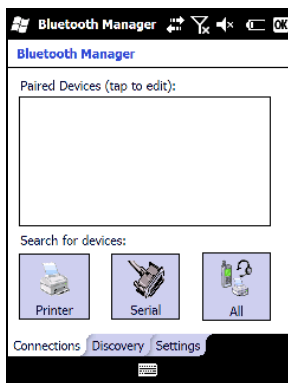 Bluetooth Manager OK
Bluetooth Manager
Paired Devices (tap to edit):
Search for devices:
Printer Serial All
Connections Discovery Settings